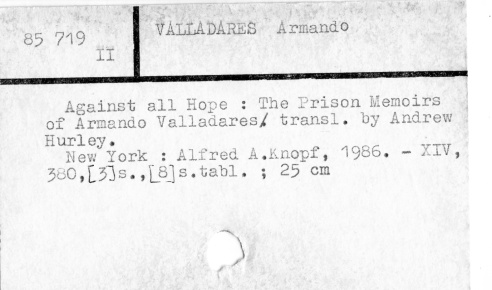 85 719
II
VALLADARES Armando
Against all Hope : The Prison Memoirs
of Armando Valladares/ transl. by Andrew
Hurley.
New York : Alfred A.Knopf, 1986. - XIV,
380,[3]s.,[8]s.tabl. ; 25 cm